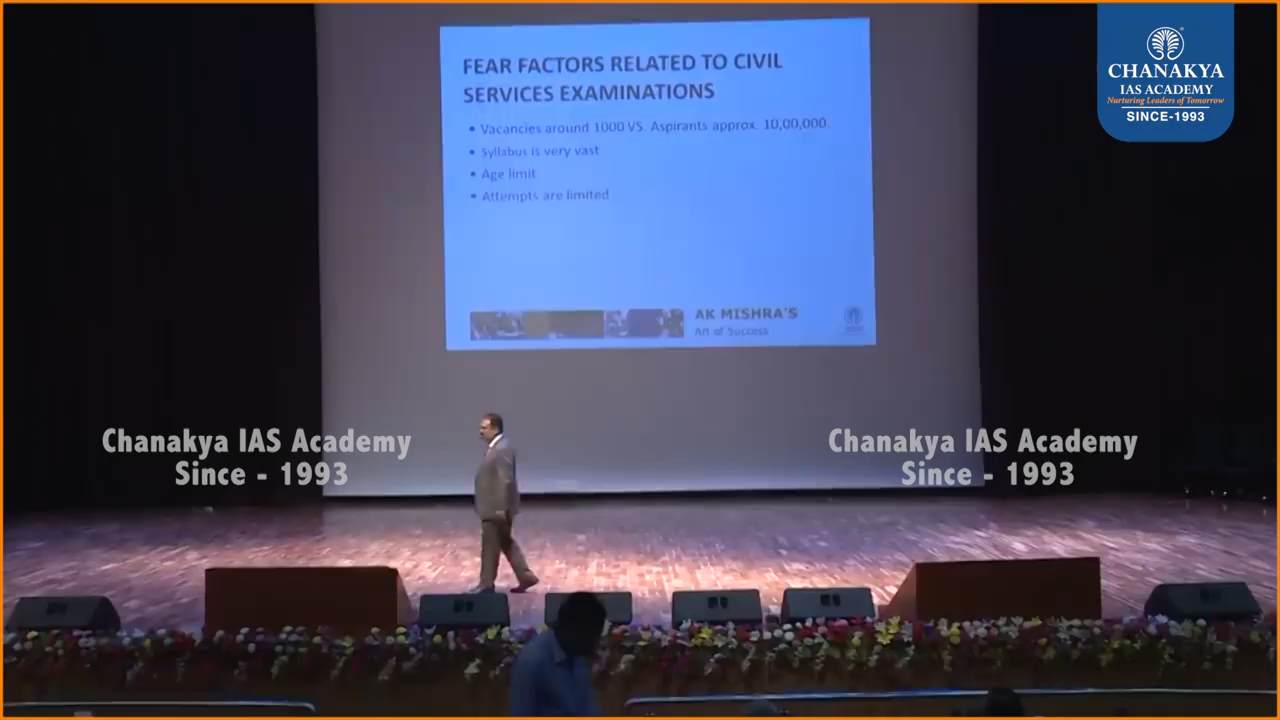 FEAR FACTORS RELATED TO CIVIL
SERVICES EXAMINATIONS
• Vacancies around 1000 VS. Aspirants approx. 10,00,000.
• Syllabus is very vast
• Age limit
• Attempts are limited
AK MISHRA'S
Art of Success
CHANAKYA
IAS ACADEMY
Nurturing Leaders of Tomorrow
SINCE-1993
Chanakya IAS Academy
Since - 1993
Chanakya IAS Academy
Since - 1993